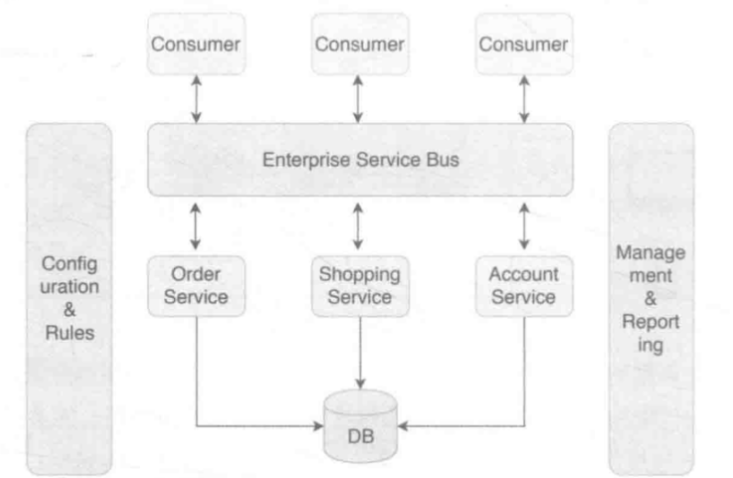 Consumer
Consumer
Consumer
Enterprise Service Bus
Config
uration
&
Rules
Order
Service
Shopping
Service
Account
Service
Manage
ment
&
Report
ing
DB